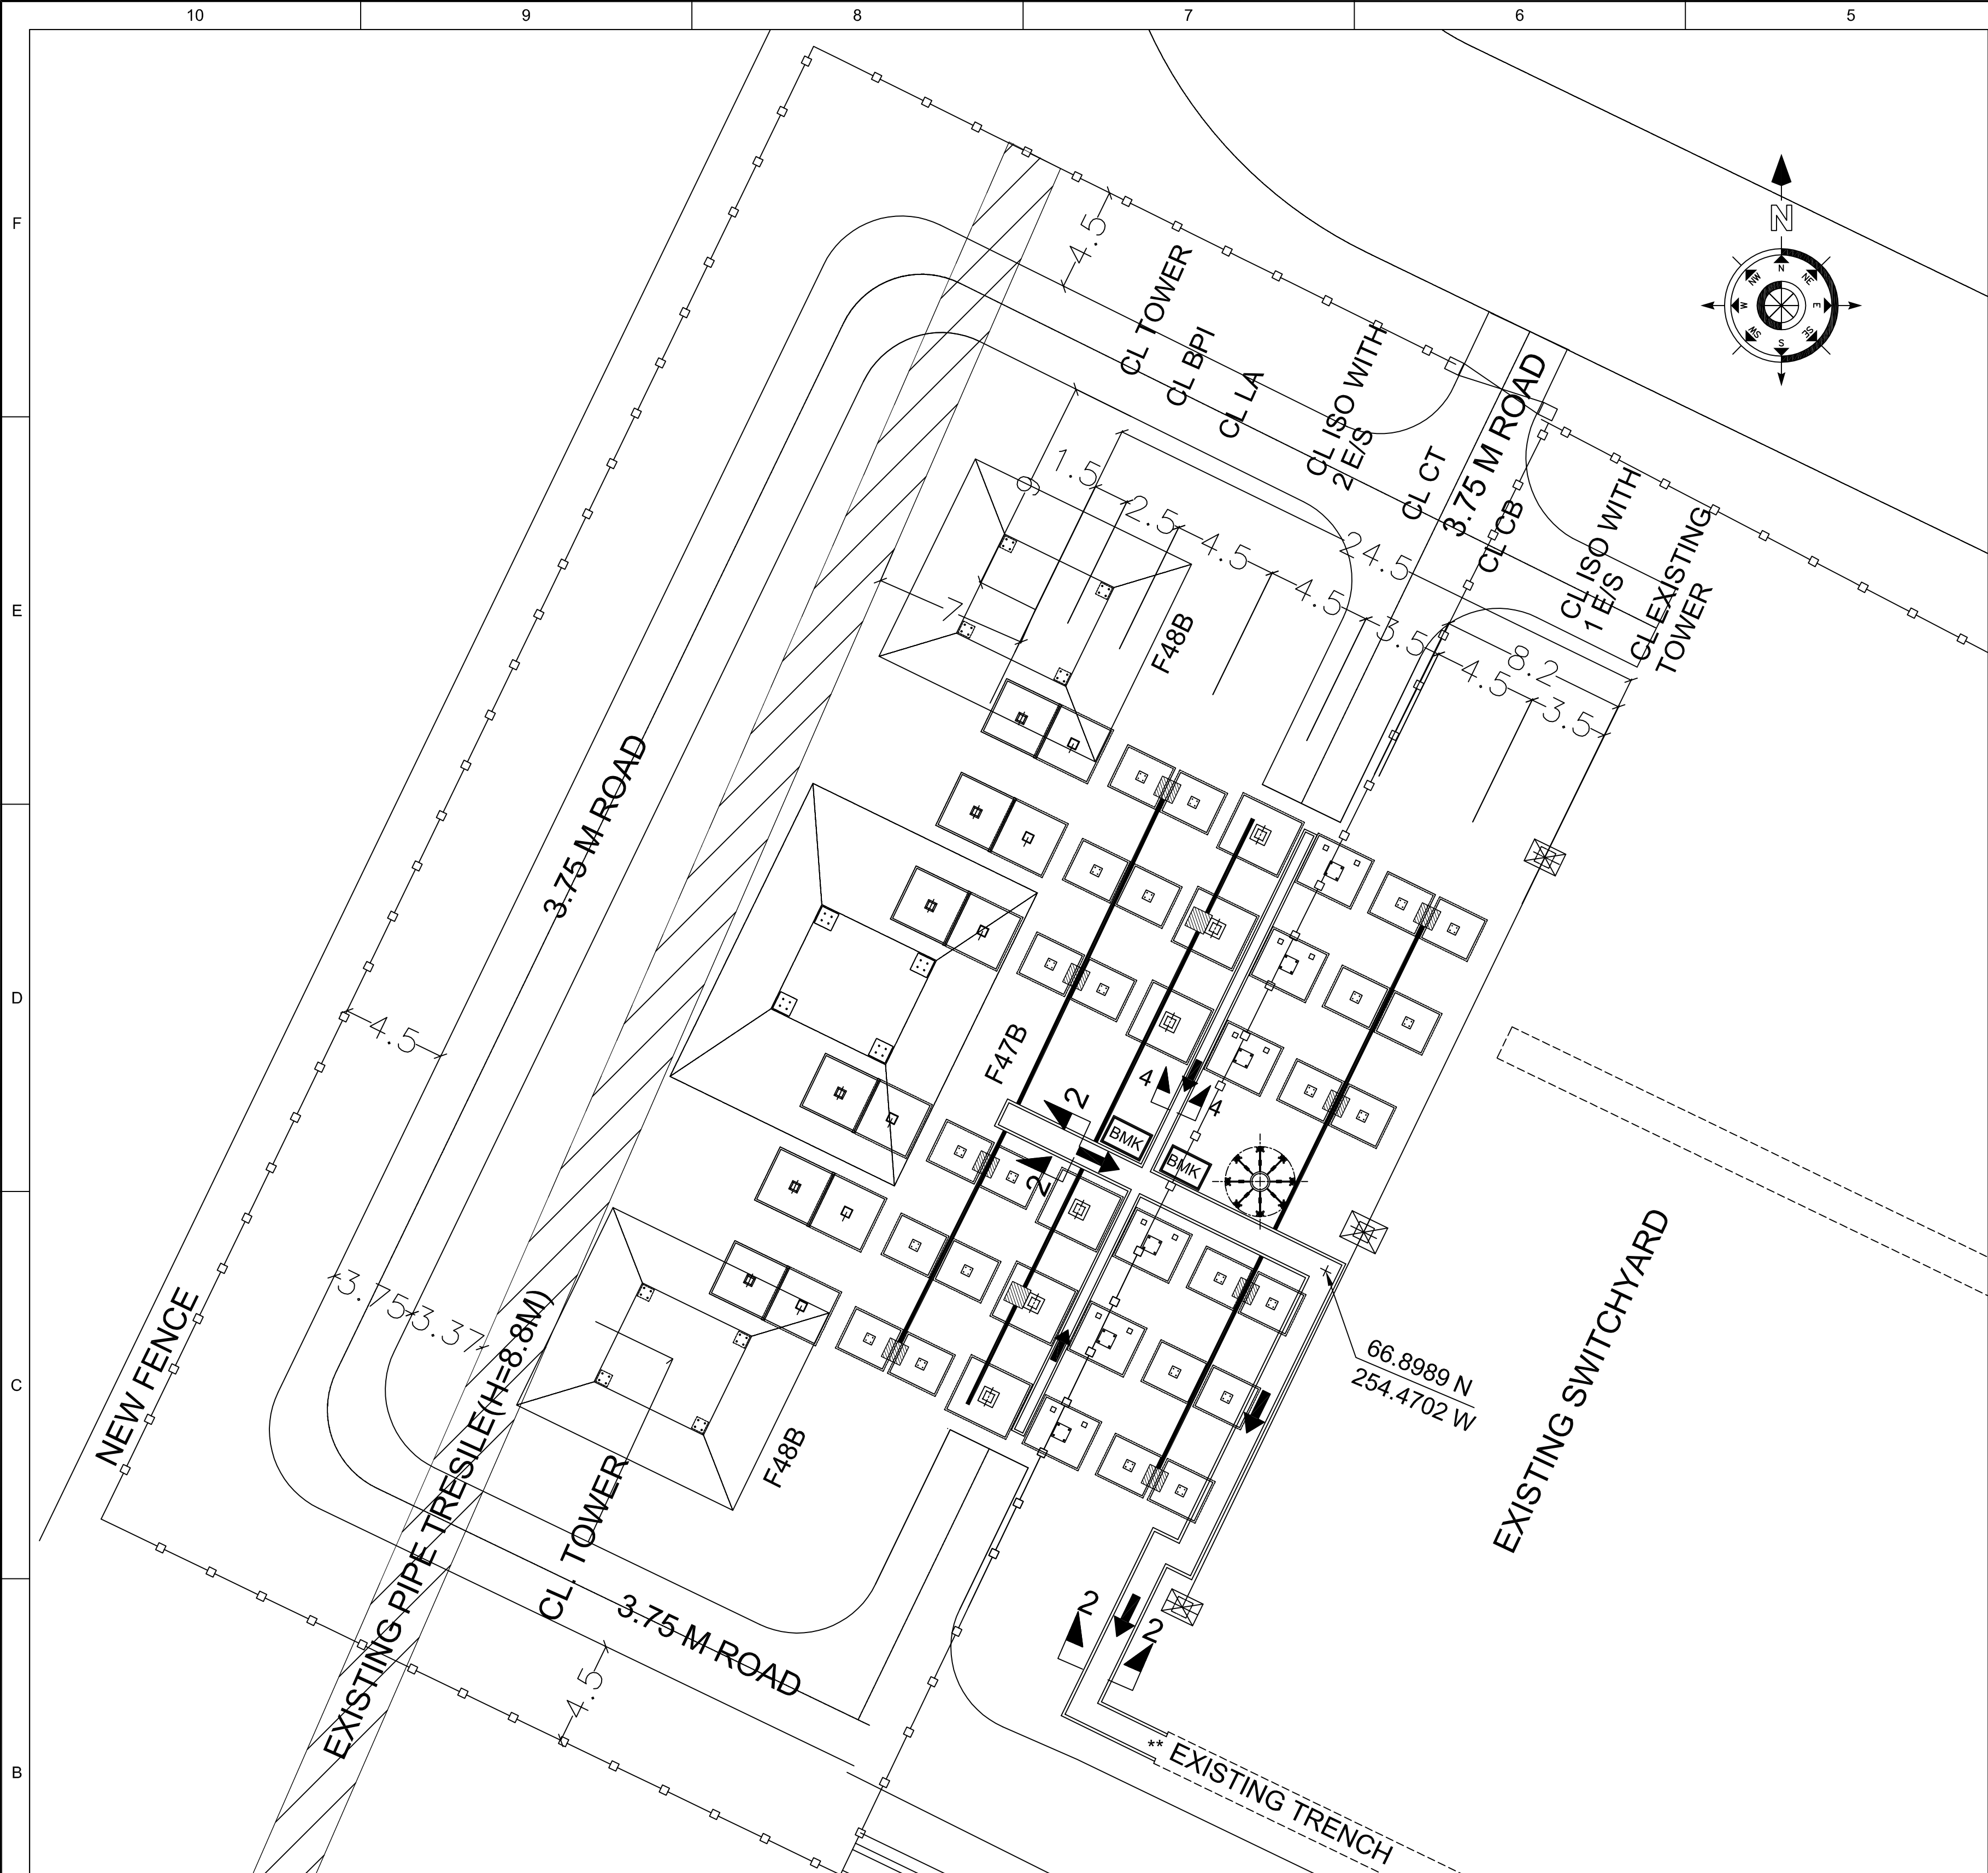 10 9 8 7 6 5
F
E
D
C
B
N
N
NE
E
SE
S
SW
W
NW
4.5
CL TOWER
CL BPI
CL LA
CL ISO WITH
2 E/S
CL CT
3.75 M ROAD
CL CB
CL ISO WITH
1 E/S
CL EXISTING
TOWER
9
1.5
2.5
4.5
4.5
3.5
24.5
8.2
4.5
3.5
7
F48B
3.75 M ROAD
4.5
F47B
2
2
4
4
BMK
BMK
3.75
3.37
NEW FENCE
EXISTING PIPE TRESILE(H=8.8M)
66.8989 N
254.4702 W
EXISTING SWITCHYARD
F48B
CL. TOWER
3.75 M ROAD
4.5
2
2
** EXISTING TRENCH